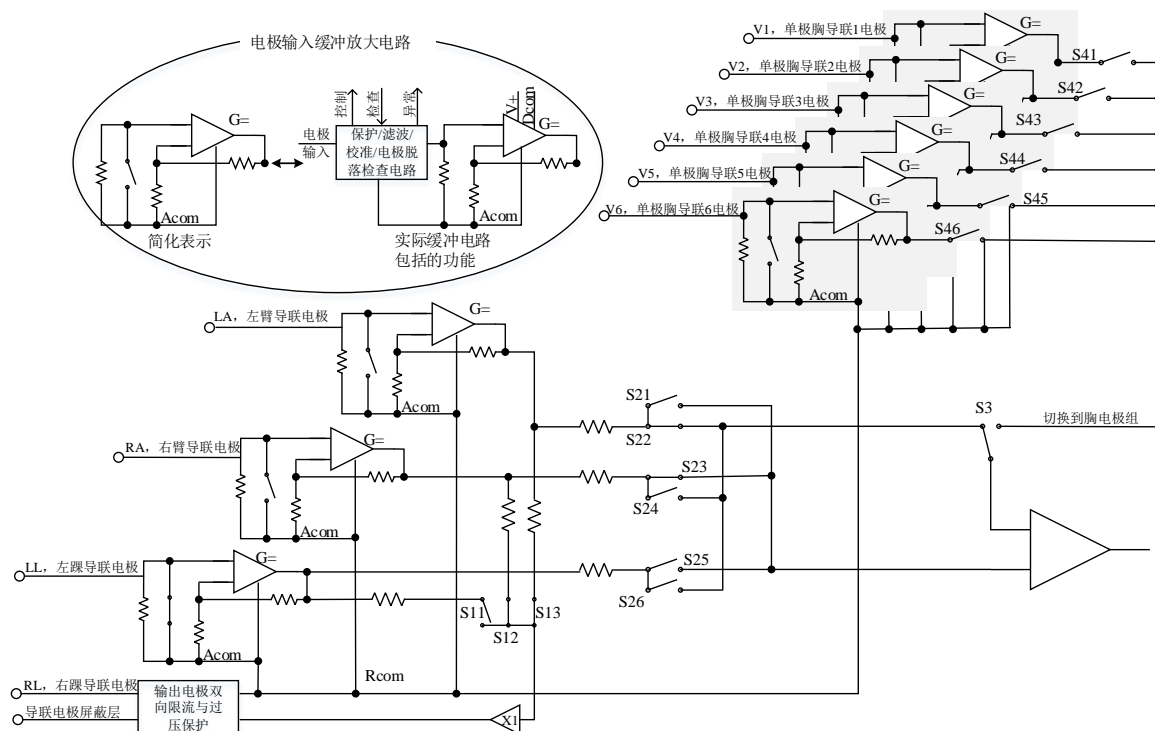 电极输入缓冲放大电路
控制
检查
异常
V+
Dcom
G=
G=
电极
输入
保护/滤波/
校准/电极脱
落检查电路
Acom
Acom
简化表示
实际缓冲电路
包括的功能
V1，单极胸导联1电极
G=
S41
V2，单极胸导联2电极
G=
S42
V3，单极胸导联3电极
G=
S43
V4，单极胸导联4电极
G=
S44
V5，单极胸导联5电极
G=
S45
V6，单极胸导联6电极
G=
S46
Acom
LA，左臂导联电极
G=
Acom
RA，右臂导联电极
G=
Acom
LL，左踝导联电极
G=
Acom
S11
S12
S13
S21
S22
S23
S24
S25
S26
S3
切换到胸电极组
Rcom
RL，右踝导联电极
导联电极屏蔽层
输出电极双
向限流与过
压保护
X1